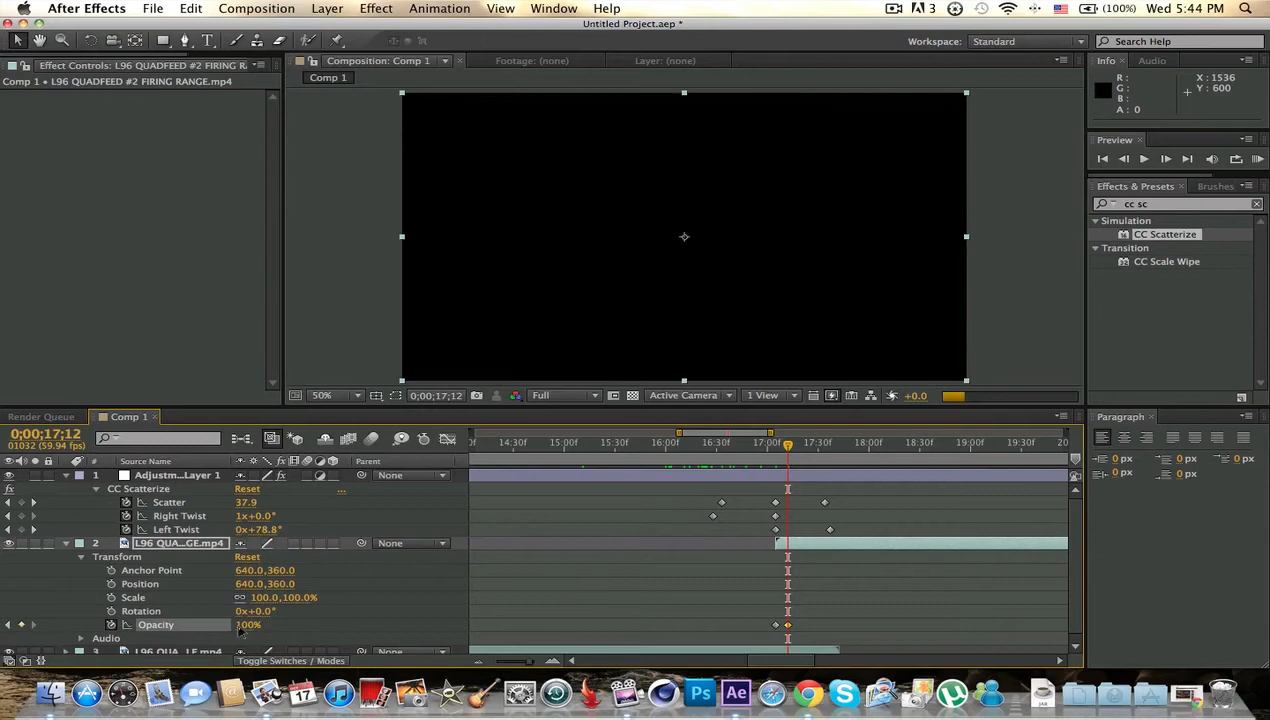 After Effects File Edit Composition Layer Effect Animation View Window Help 3 (100%) Wed 5:44 PM
Untitled Project.aep *
Workspace: Standard Search Help
Effect Controls: L96 QUADFEED #2 FIRING RA
Composition: Comp 1 Footage: (none) Layer: (none) Info Audio
Comp 1 • L96 QUADFEED #2 FIRING RANGE.mp4 Comp 1
R: G: B: A: 0 X: 1536 Y: 600
Preview
Effects & Presets Brushes
cc sc
Simulation
CC Scatterize
Transition
CC Scale Wipe
50% 0;00;17;12 Full Active Camera 1 View +0.0
Render Queue Comp 1 Paragraph
0;00;17;12
01032 (59.94 fps)
00f 14:30f 15:00f 15:30f 16:00f 16:30f 17:00f 17:30f 18:00f 18:30f 19:00f 19:30f 20
0 px 0 px 0 px
0 px 0 px
# Source Name Parent
1 Adjustm...Layer 1 None
CC Scatterize Reset ...
Scatter 37.9
Right Twist 1x+0.0°
Left Twist 0x+78.8°
2 L96 QUA...GE.mp4 None
Transform Reset
Anchor Point 640.0,360.0
Position 640.0,360.0
Scale 100.0,100.0%
Rotation 0x+0.0°
Opacity 100%
Audio
L96 QUA...LE.mp4 None
Toggle Switches / Modes
17 Ps Ae JAR